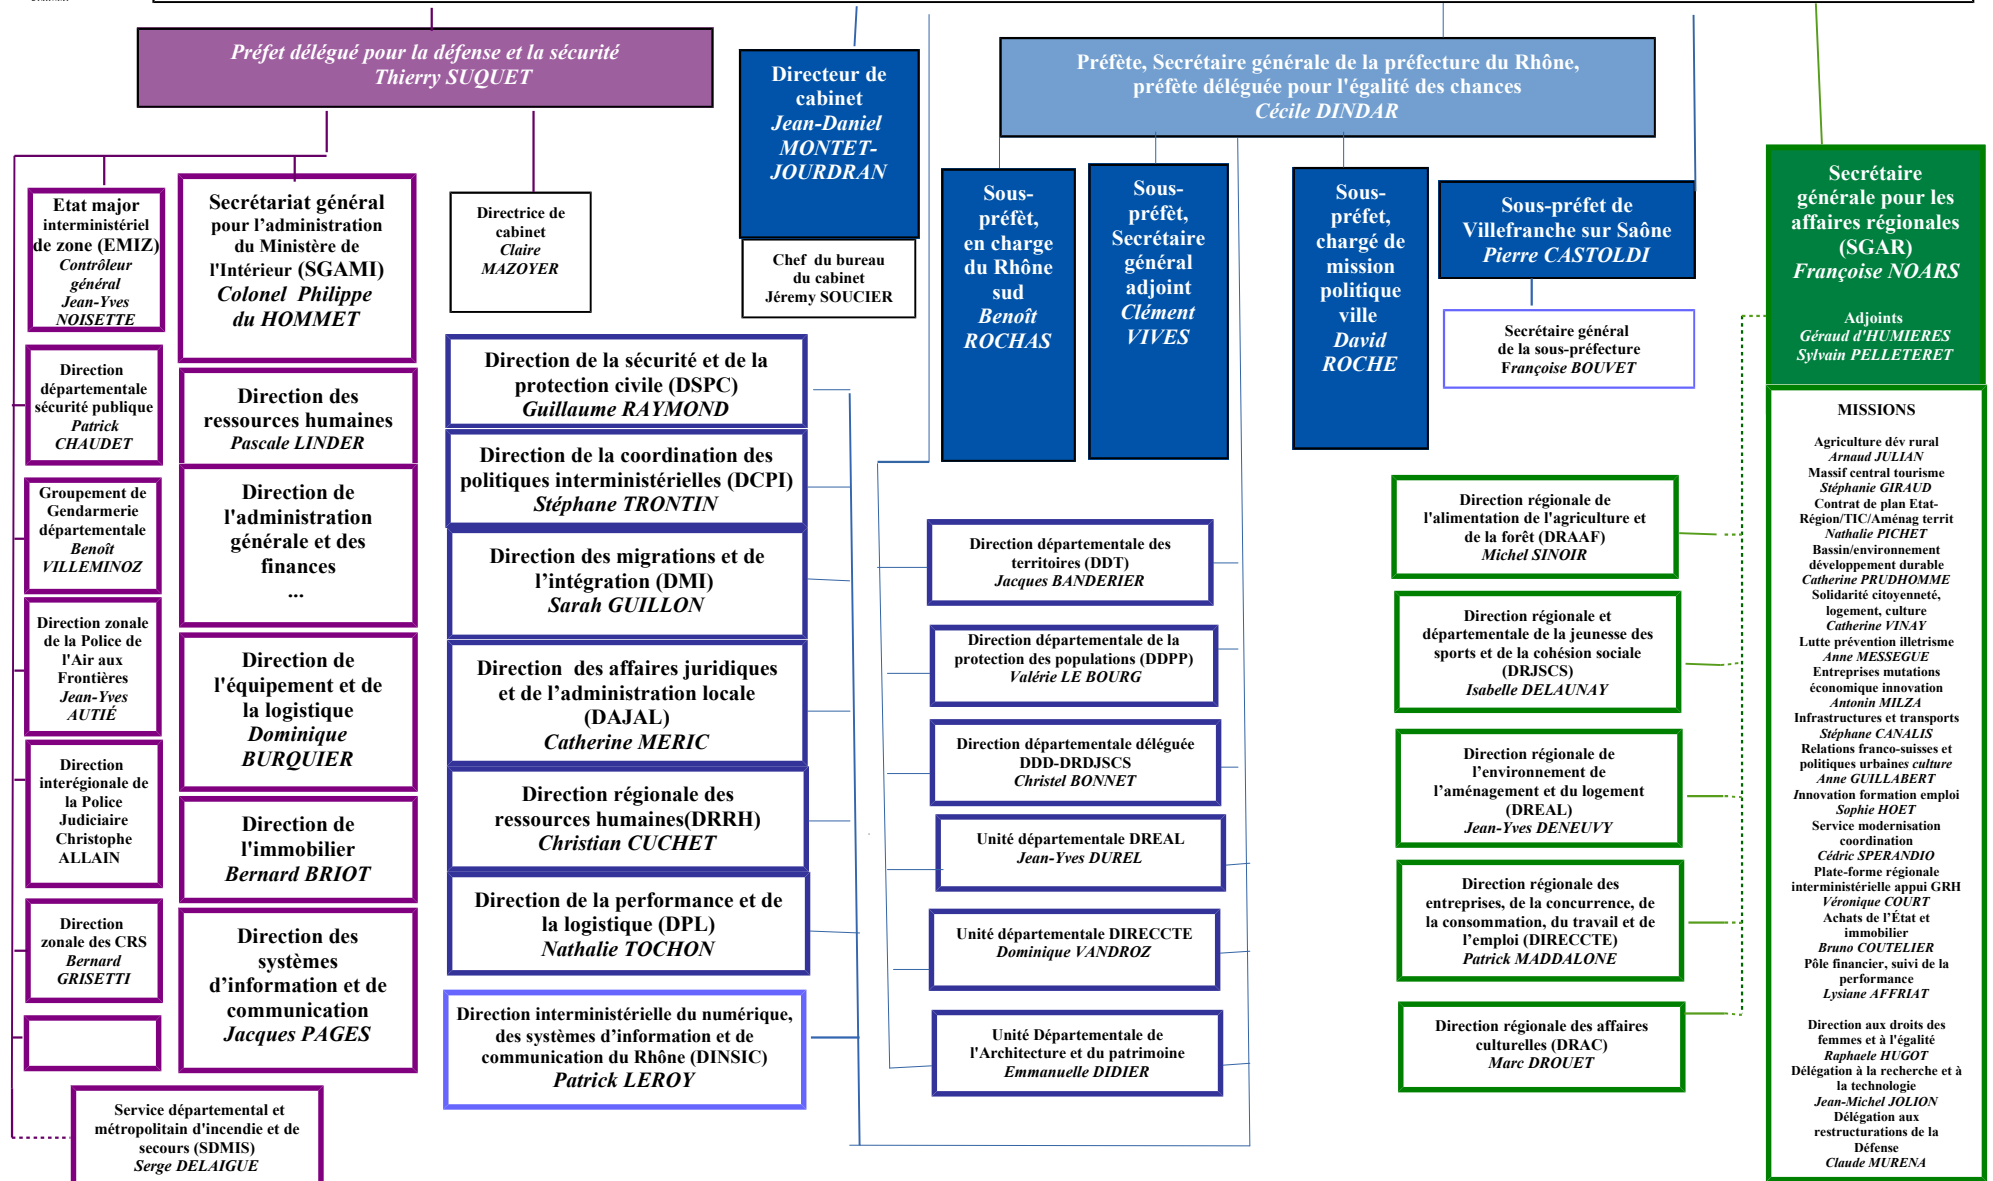 Préfet délégué pour la défense et la sécurité
Thierry SUQUET
Directeur de
cabinet
Jean-Daniel
MONTET-
JOURDRAN
Préfète, Secrétaire générale de la préfecture du Rhône,
préfète déléguée pour l'égalité des chances
Cécile DINDAR
Etat major
interministériel
de zone (EMIZ)
Contrôleur
général
Jean-Yves
NOISETTE
Secrétariat général
pour l'administration
du Ministère de
l'Intérieur (SGAMI)
Colonel Philippe
du HOMMET
Directrice de
cabinet
Claire
MAZOYER
Chef du bureau
du cabinet
Jéremy SOUCIER
Sous-
préfèt,
en charge
du Rhône
sud
Benoît
ROCHAS
Sous-
préfèt,
Secrétaire
général
adjoint
Clément
VIVES
Sous-
préfet,
chargé de
mission
politique
ville
David
ROCHE
Sous-préfet de
Villefranche sur Saône
Pierre CASTOLDI
Secrétaire général
de la sous-préfecture
Françoise BOUVET
Secrétaire
générale pour les
affaires régionales
(SGAR)
Françoise NOARS
Adjoints
Géraud d'HUMIERES
Sylvain PELLETERET
Direction
départementale
sécurité publique
Patrick
CHAUDET
Groupement de
Gendarmerie
départementale
Benoît
VILLEMINOZ
Direction zonale
de la Police de
l'Air aux
Frontières
Jean-Yves
AUTIÉ
Direction
interégionale de
la Police
Judiciaire
Christophe
ALLAIN
Direction
zonale des CRS
Bernard
GRISETTI
Service départemental et
métropolitain d'incendie et de
secours (SDMIS)
Serge DELAIGUE
Direction des
ressources humaines
Pascale LINDER
Direction de
l'administration
générale et des
finances
...
Direction de
l'équipement et de
la logistique
Dominique
BURQUIER
Direction de
l'immobilier
Bernard BRIOT
Direction des
systèmes
d'information et de
communication
Jacques PAGES
Direction de la sécurité et de la
protection civile (DSPC)
Guillaume RAYMOND
Direction de la coordination des
politiques interministérielles (DCPI)
Stéphane TRONTIN
Direction des migrations et de
l'intégration (DMI)
Sarah GUILLON
Direction des affaires juridiques
et de l'administration locale
(DAJAL)
Catherine MERIC
Direction régionale des
ressources humaines(DRRH)
Christian CUCHET
Direction de la performance et de
la logistique (DPL)
Nathalie TOCHON
Direction interministérielle du numérique,
des systèmes d'information et de
communication du Rhône (DINSIC)
Patrick LEROY
Direction départementale des
territoires (DDT)
Jacques BANDERIER
Direction départementale de la
protection des populations (DDPP)
Valérie LE BOURG
Direction départementale déléguée
DDD-DRDJSCS
Christel BONNET
Unité départementale DREAL
Jean-Yves DUREL
Unité départementale DIRECCTE
Dominique VANDROZ
Unité Départementale de
l'Architecture et du patrimoine
Emmanuelle DIDIER
Direction régionale de
l'alimentation de l'agriculture et
de la forêt (DRAAF)
Michel SINOIR
Direction régionale et
départementale de la jeunesse des
sports et de la cohésion sociale
(DRJSCS)
Isabelle DELAUNAY
Direction régionale de
l'environnement de
l'aménagement et du logement
(DREAL)
Jean-Yves DENEUVY
Direction régionale des
entreprises, de la concurrence, de
la consommation, du travail et de
l'emploi (DIRECCTE)
Patrick MADDALONE
Direction régionale des affaires
culturelles (DRAC)
Marc DROUET
MISSIONS
Agriculture dév rural
Arnaud JULIAN
Massif central tourisme
Stéphanie GIRAUD
Contrat de plan Etat-
Région/TIC/Aménag territ
Nathalie PICHET
Bassin/environnement
développement durable
Catherine PRUDHOMME
Solidarité citoyenneté,
logement, culture
Catherine VINAY
Lutte prévention illetrisme
Anne MESSEGUE
Entreprises mutations
économique innovation
Antonin MILZA
Infrastructures et transports
Stéphane CANALIS
Relations franco-suisses et
politiques urbaines culture
Anne GUILLABERT
Innovation formation emploi
Sophie HOET
Service modernisation
coordination
Cédric SPERANDIO
Plate-forme régionale
interministérielle appui GRH
Véronique COURT
Achats de l'État et
immobilier
Bruno COUTELIER
Pôle financier, suivi de la
performance
Lysiane AFFRIAT
Direction aux droits des
femmes et à l'égalité
Raphaele HUGOT
Délégation à la recherche et à
la technologie
Jean-Michel JOLION
Délégation aux
restructurations de la
Défense
Claude MURENA